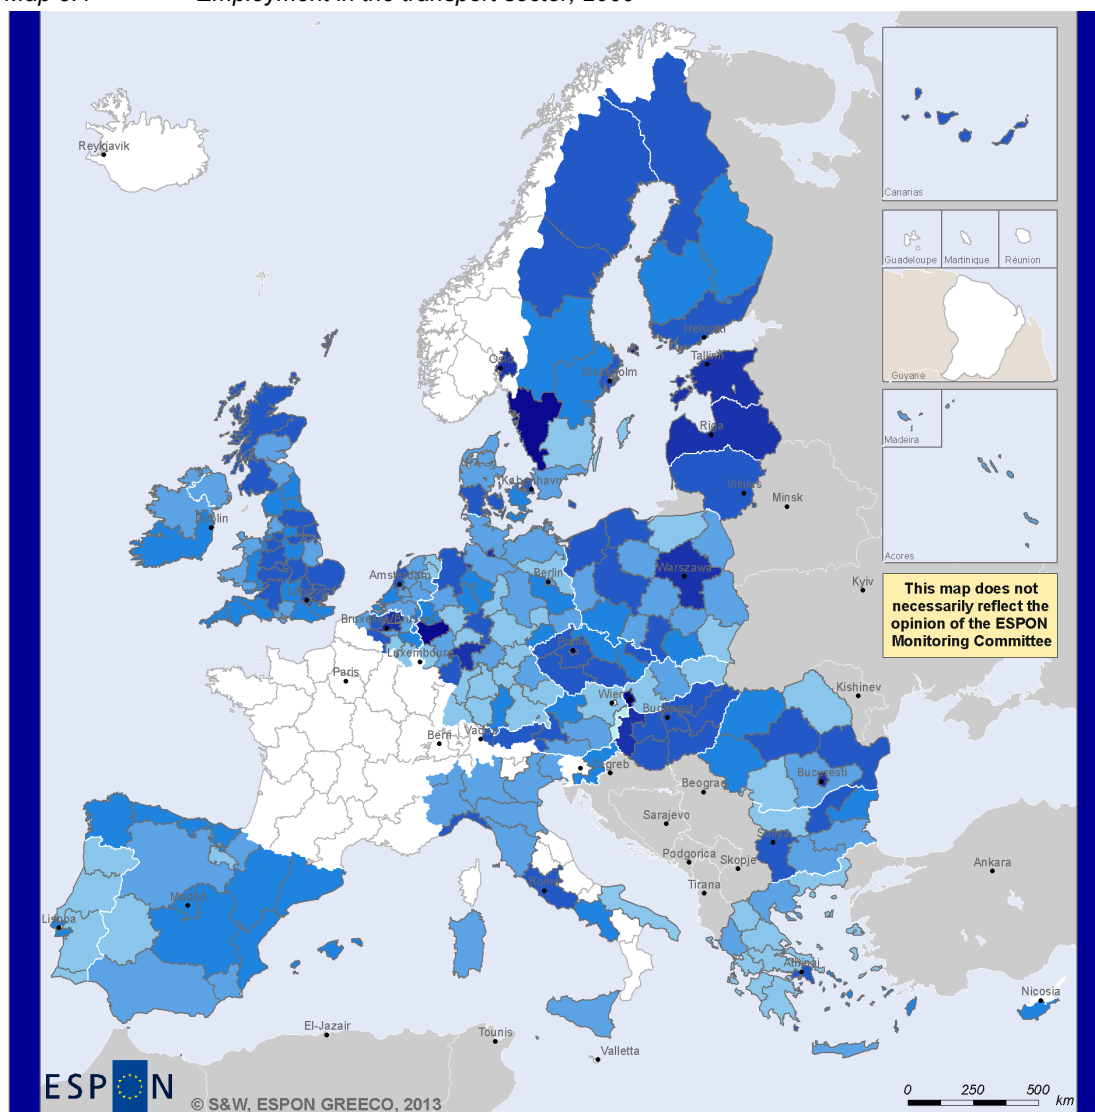 Employment in the transport sector, 2009
Reykjavik
Canarias
Guadeloupe
Martinique
Réunion
Guyane
Madeira
Acores
Oslo
Helsinki
Stockholm
Tallinn
Riga
København
Vilnius
Minsk
Dublin
London
Amsterdam
Berlin
Warszawa
Kyiv
This map does not
necessarily reflect the
opinion of the ESPON
Monitoring Committee
Luxembourg
Praha
Paris
Wien
Kishinev
Bern
Vaduz
Budapest
Zagreb
Beograd
Bucuresti
Sarajevo
Sofiya
Podgorica
Skopje
Ankara
Tirana
Madrid
Roma
Lisboa
Athinai
Nicosia
El-Jazair
Tounis
Valletta
ESPON
© S&W, ESPON GREECO, 2013
0 250 500
km